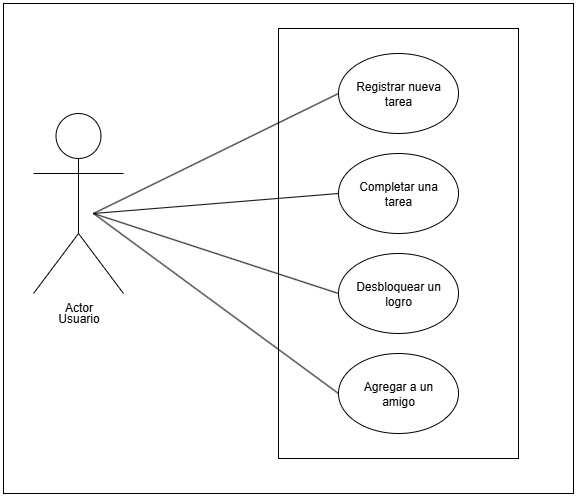 Registrar nueva
tarea
Completar una
tarea
Desbloquear un
logro
Agregar a un
amigo
Actor
Usuario